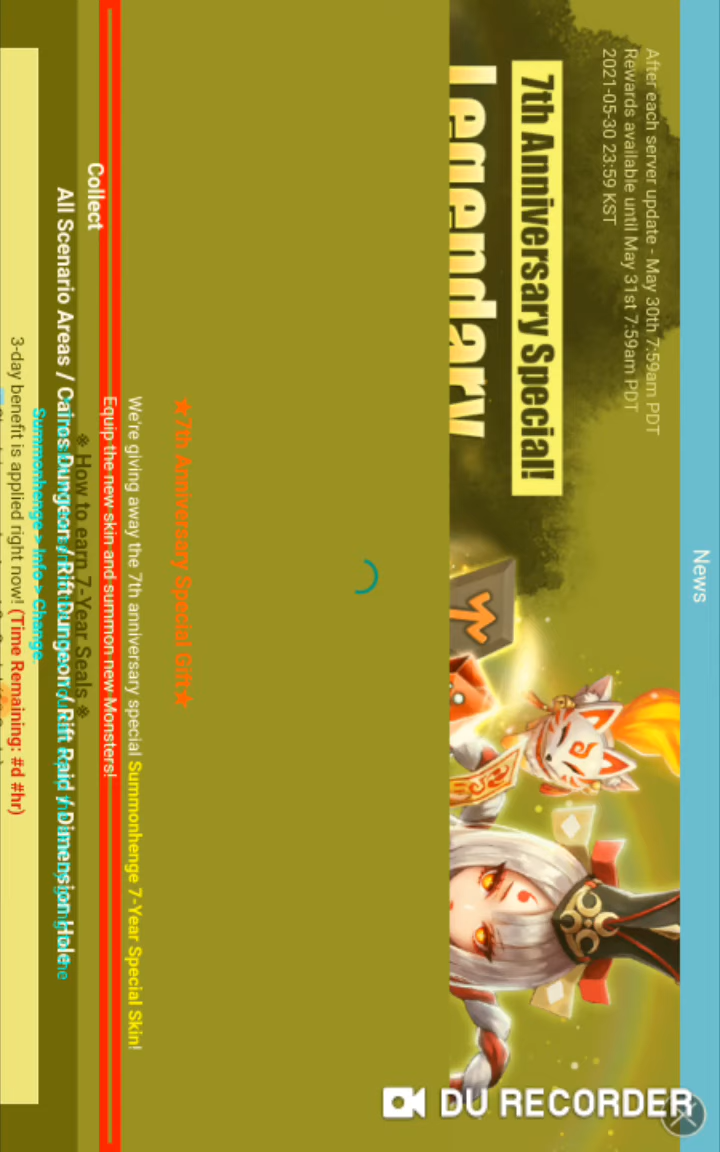 News
After each server update - May 30th 7:59am PDT
Rewards available until May 31st 7:59am PDT
2021-05-30 23:59 KST
7th Anniversary Special!
Legendary
★7th Anniversary Special Gift★
We're giving away the 7th anniversary special Summonhenge 7-Year Special Skin!
Equip the new skin and summon new Monsters!
Collect
※ How to earn 7-Year Seals ※
All Scenario Areas / Cairos Dungeon / Rift Dungeon / Rift Raid / Dimension Hole
Summonhenge > Info > Change.
3-day benefit is applied right now! (Time Remaining: #d #hr)
DU RECORDER